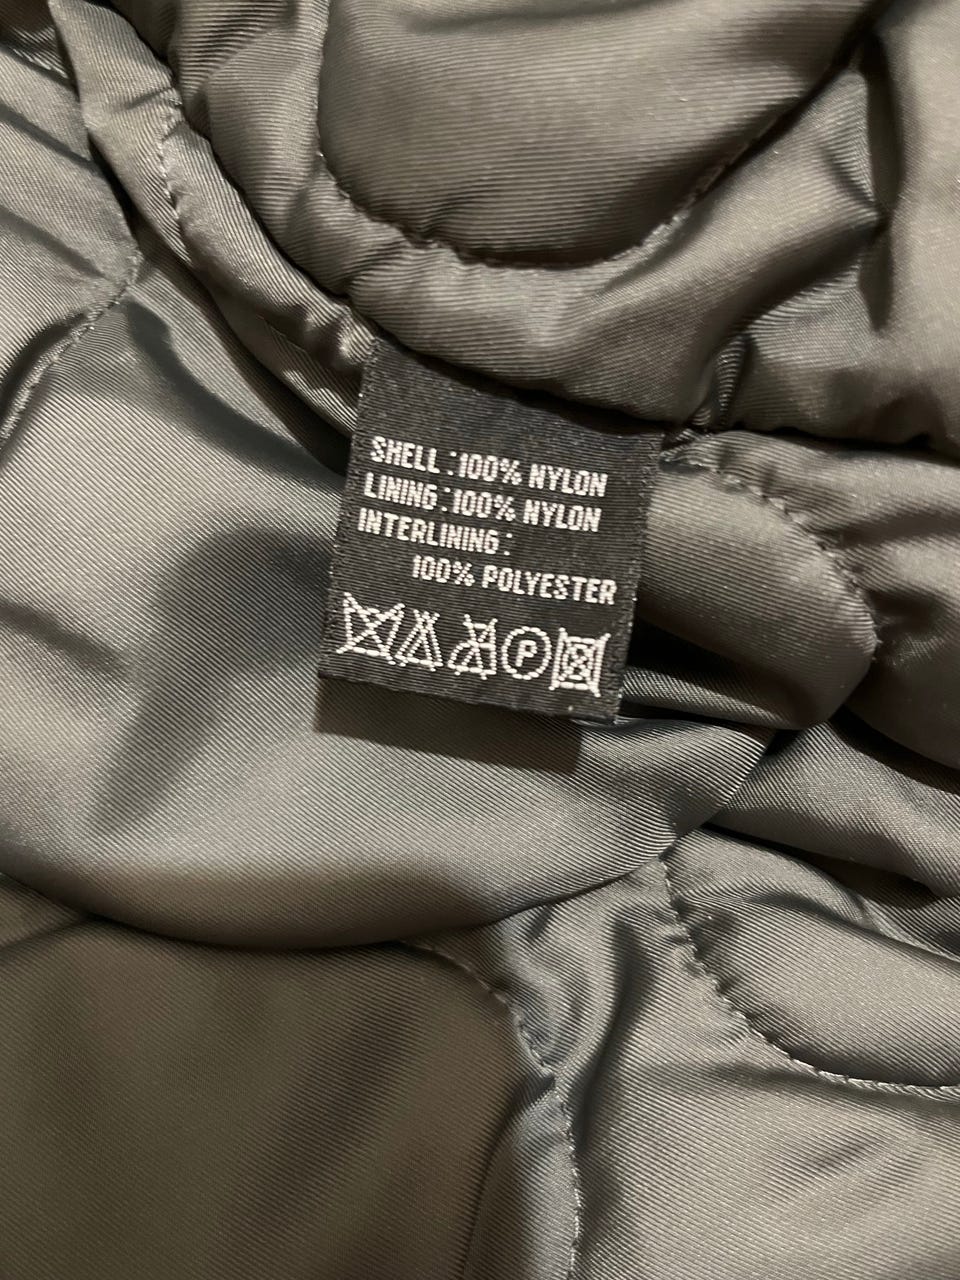 SHELL :100% NYLON
LINING :100% NYLON
INTERLINING :
100% POLYESTER
P